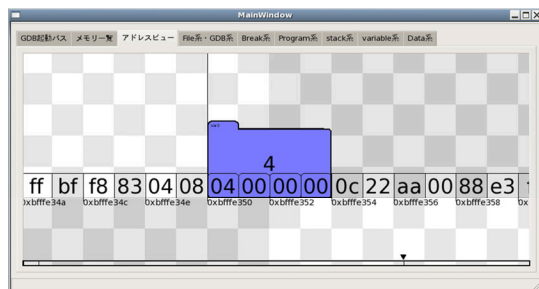 MainWindow
GDB起動パス メモリ一覧 アドレスビュー File系・GDB系 Break系 Program系 stack系 variable系 Data系
4
ff bf f8 83 04 08 04 00 00 00 0c 22 aa 00 88 e3
0xbfffe34a 0xbfffe34c 0xbfffe34e 0xbfffe350 0xbfffe352 0xbfffe354 0xbfffe356 0xbfffe358 0x